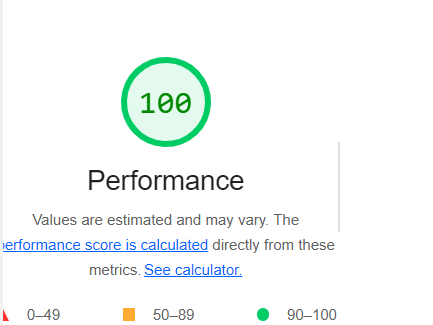 100
Performance
Values are estimated and may vary. The
performance score is calculated directly from these
metrics. See calculator.
0–49 50–89 90–100